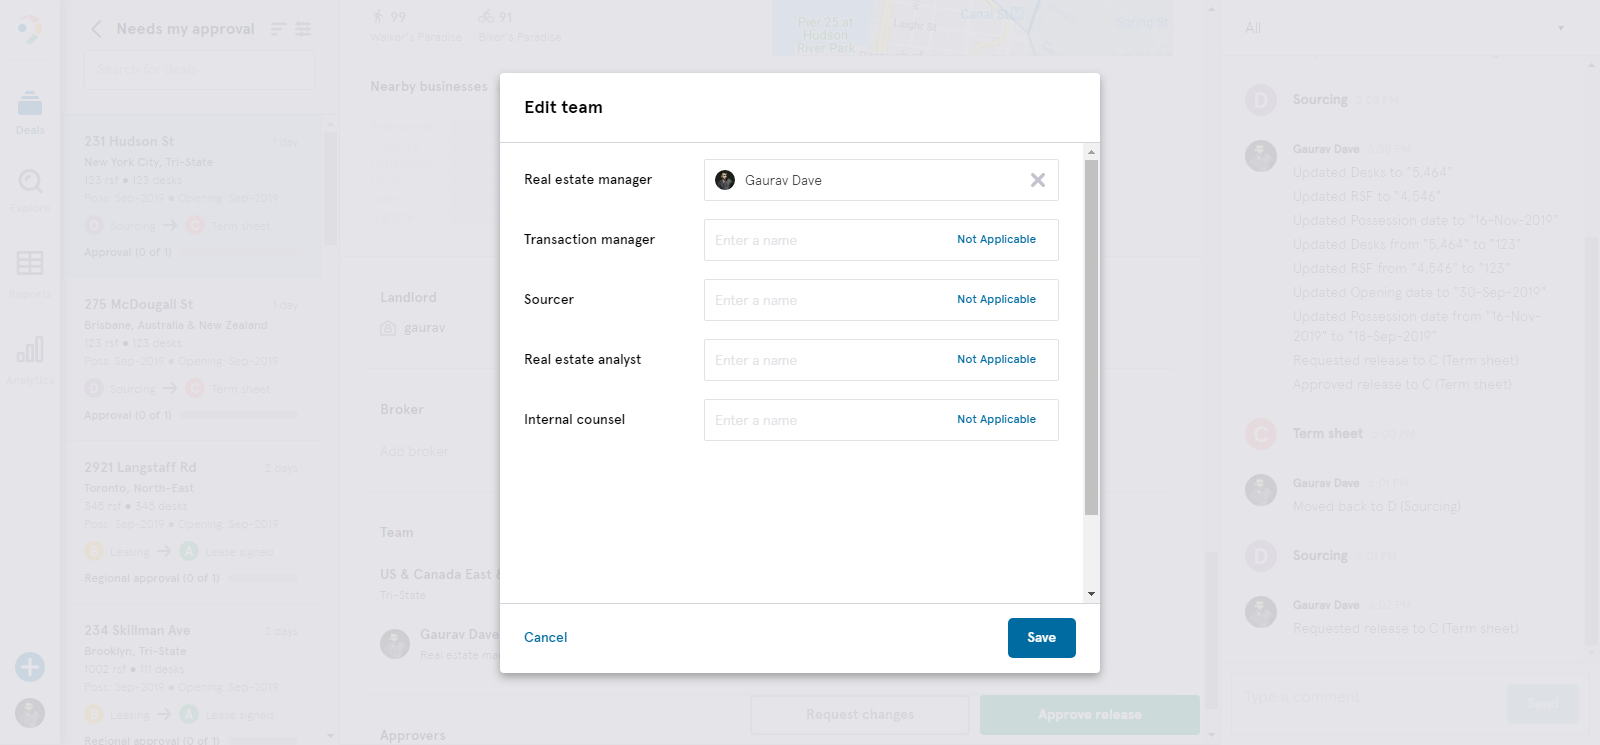 Deals
Explore
Reports
Analytics
Needs my approval
Search for deals
231 Hudson St
1 day
New York City, Tri-State
123 rsf • 123 desks
Poss: Sep-2019 • Opening: Sep-2019
D Sourcing → C Term sheet
Approval (0 of 1)
275 McDougall St
1 day
Brisbane, Australia & New Zealand
123 rsf • 123 desks
Poss: Sep-2019 • Opening: Sep-2019
D Sourcing → C Term sheet
Approval (0 of 1)
2921 Langstaff Rd
2 days
Toronto, North-East
345 rsf • 345 desks
Poss: Sep-2019 • Opening: Sep-2019
B Leasing → A Lease signed
Regional approval (0 of 1)
234 Skillman Ave
2 days
Brooklyn, Tri-State
1002 rsf • 111 desks
Poss: Sep-2019 • Opening: Sep-2019
B Leasing → A Lease signed
Regional approval (0 of 1)
99
Walker's Paradise
91
Biker's Paradise
Pier 25 at
Hudson
River Park
Laight St
Canal St
Spring St
Nearby businesses
Landlord
gaurav
Broker
Add broker
Team
US & Canada East &
Tri-State
Gaurav Dave
Real estate ma
Approvers
Request changes
Approve release
Edit team
Real estate manager
Gaurav Dave
Transaction manager
Enter a name
Not Applicable
Sourcer
Enter a name
Not Applicable
Real estate analyst
Enter a name
Not Applicable
Internal counsel
Enter a name
Not Applicable
Cancel
Save
All
D Sourcing
Gaurav Dave
Updated Desks to "5,464"
Updated RSF to "4,546"
Updated Possession date to "16-Nov-2019"
Updated Desks from "5,464" to "123"
Updated RSF from "4,546" to "123"
Updated Opening date to "30-Sep-2019"
Updated Possession date from "16-Nov-
2019" to "18-Sep-2019"
Requested release to C (Term sheet)
Approved release to C (Term sheet)
C Term sheet
Gaurav Dave
Moved back to D (Sourcing)
D Sourcing
Gaurav Dave
Requested release to C (Term sheet)
Type a comment
Send